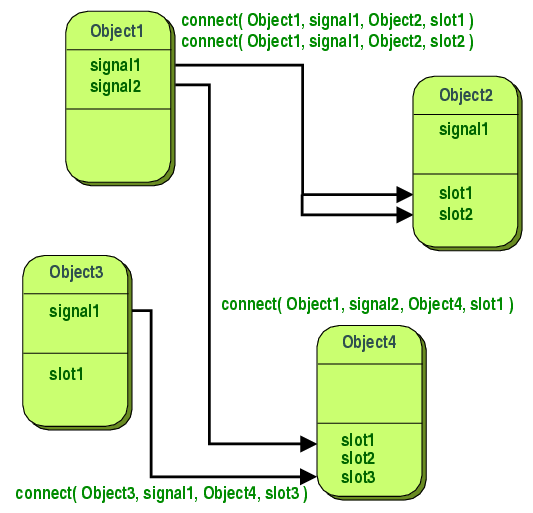 connect( Object1, signal1, Object2, slot1 )
connect( Object1, signal1, Object2, slot2 )
Object1
signal1
signal2
Object2
signal1
slot1
slot2
Object3
signal1
slot1
connect( Object1, signal2, Object4, slot1 )
Object4
slot1
slot2
slot3
connect( Object3, signal1, Object4, slot3 )